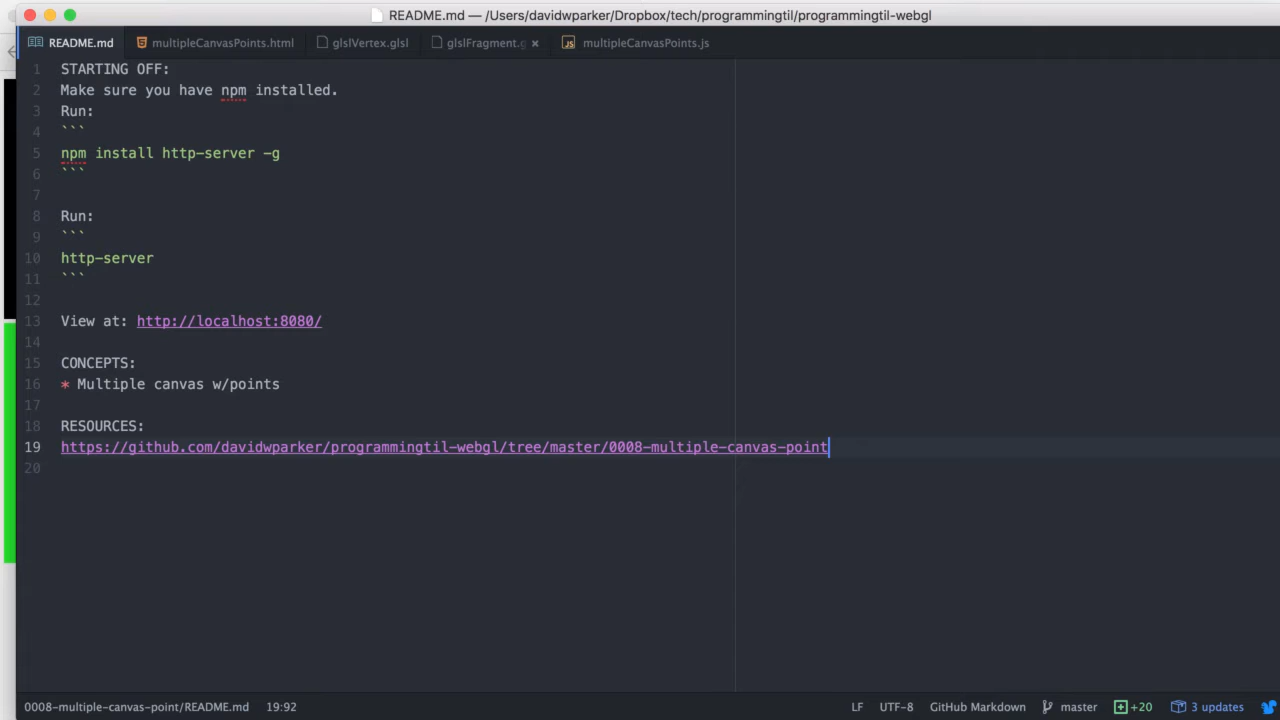 README.md — /Users/davidwparker/Dropbox/tech/programmingtil/programmingtil-webgl
README.md multipleCanvasPoints.html glslVertex.glsl glslFragment.g × multipleCanvasPoints.js
1 STARTING OFF:
2 Make sure you have npm installed.
3 Run:
4 ```
5 npm install http-server -g
6 ```
7
8 Run:
9 ```
10 http-server
11 ```
12
13 View at: http://localhost:8080/
14
15 CONCEPTS:
16 * Multiple canvas w/points
17
18 RESOURCES:
19 https://github.com/davidwparker/programmingtil-webgl/tree/master/0008-multiple-canvas-point
20
0008-multiple-canvas-point/README.md 19:92 LF UTF-8 GitHub Markdown master +20 3 updates